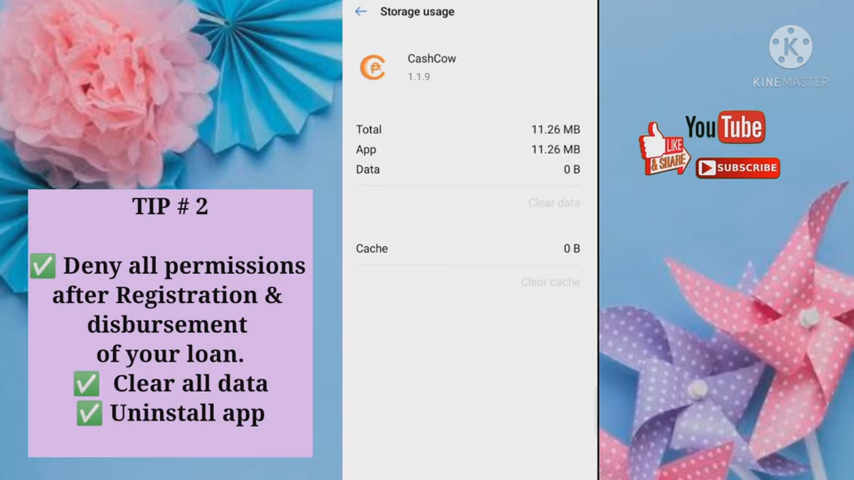 TIP # 2
✅ Deny all permissions
after Registration &
disbursement
of your loan.
✅ Clear all data
✅ Uninstall app
← Storage usage
CashCow
1.1.9
Total 11.26 MB
App 11.26 MB
Data 0 B
Clear data
Cache 0 B
Clear cache
K
KINEMASTER
YouTube
LIKE
& SHARE
SUBSCRIBE